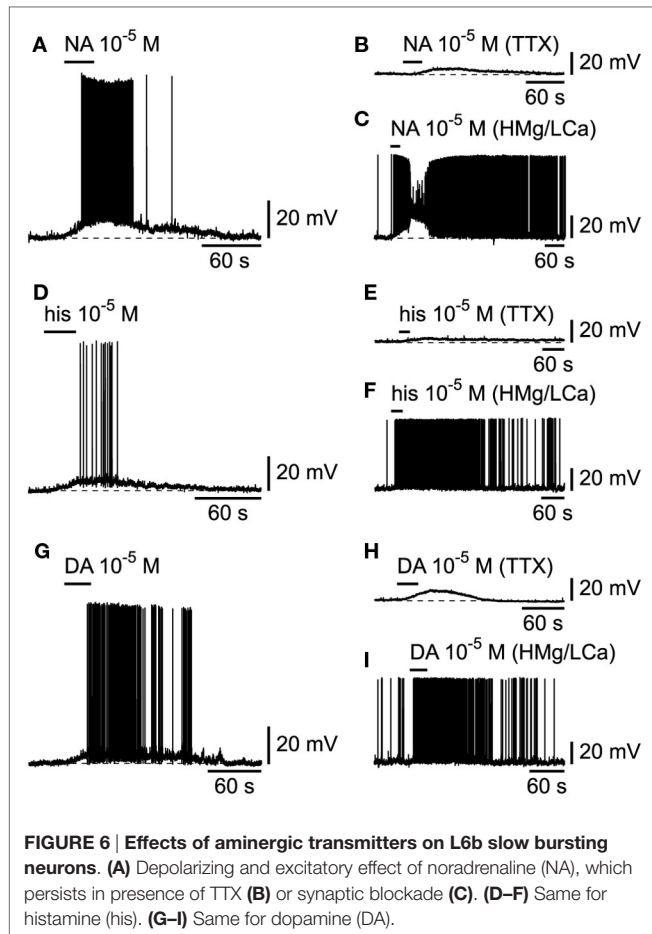 A
NA 10-5 M
20 mV
60 s
B
NA 10-5 M (TTX)
20 mV
60 s
C
NA 10-5 M (HMg/LCa)
20 mV
60 s
D
his 10-5 M
20 mV
60 s
E
his 10-5 M (TTX)
20 mV
60 s
F
his 10-5 M (HMg/LCa)
20 mV
60 s
G
DA 10-5 M
20 mV
60 s
H
DA 10-5 M (TTX)
20 mV
60 s
I
DA 10-5 M (HMg/LCa)
20 mV
60 s
FIGURE 6 | Effects of aminergic transmitters on L6b slow bursting
neurons. (A) Depolarizing and excitatory effect of noradrenaline (NA), which
persists in presence of TTX (B) or synaptic blockade (C). (D–F) Same for
histamine (his). (G–I) Same for dopamine (DA).